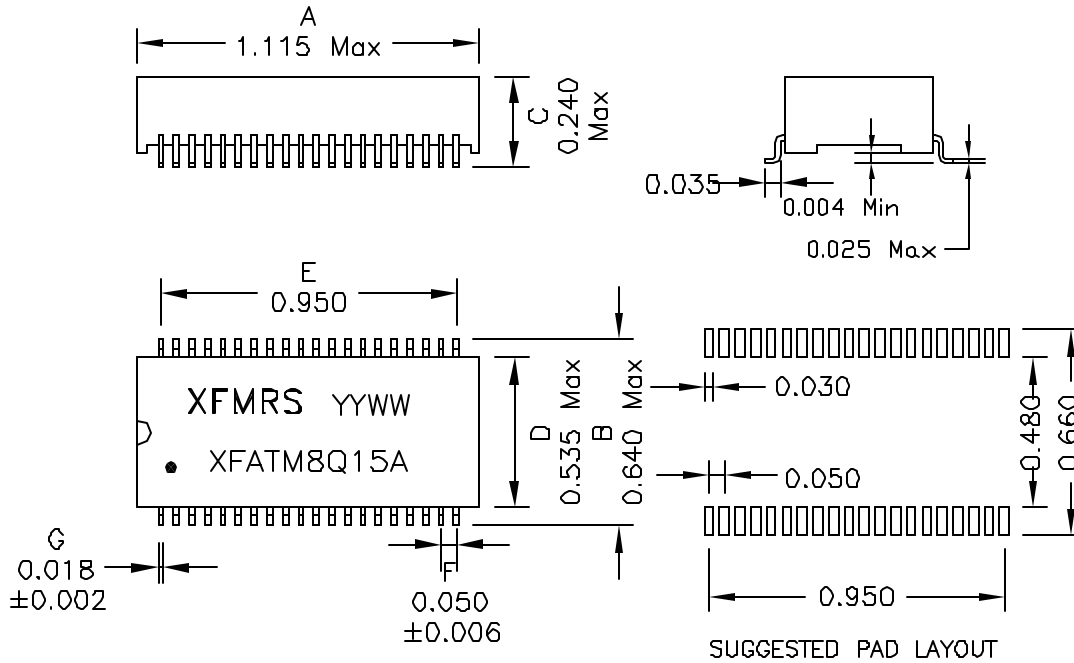 A
1.115 Max
C
0.240
Max
0.035
0.004 Min
0.025 Max
E
0.950
XFMRS YYWW
XFATM8Q15A
D
0.535 Max
B
0.640 Max
G
0.018
±0.002
F
0.050
±0.006
0.030
0.050
0.480
0.660
0.950
SUGGESTED PAD LAYOUT